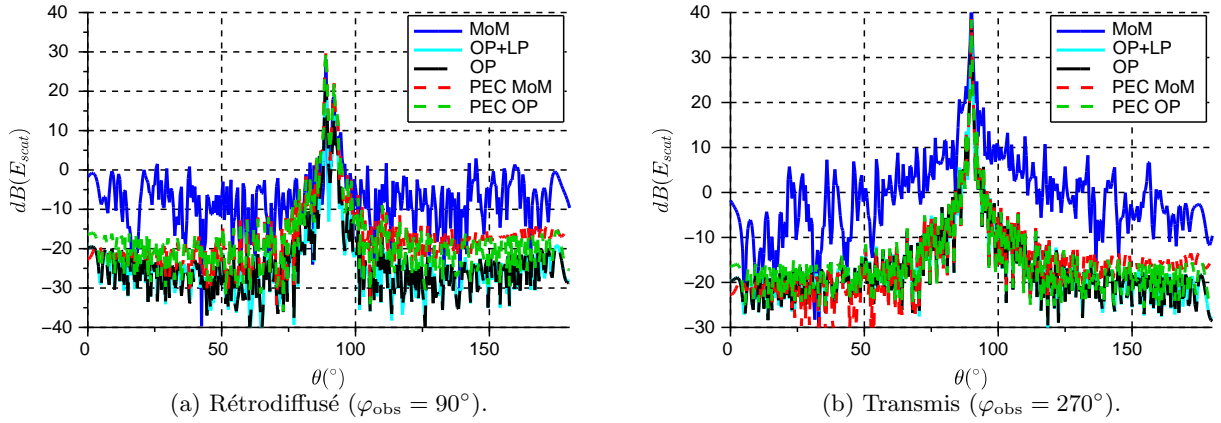 40
30
20
10
0
−10
−20
−30
−40
0
50
100
150
dB(E_scat)
θ(°)
MoM
OP+LP
OP
PEC MoM
PEC OP
(a) Rétrodiffusé (φobs = 90°).
40
30
20
10
0
−10
−20
−30
0
50
100
150
dB(E_scat)
θ(°)
MoM
OP+LP
OP
PEC MoM
PEC OP
(b) Transmis (φobs = 270°).